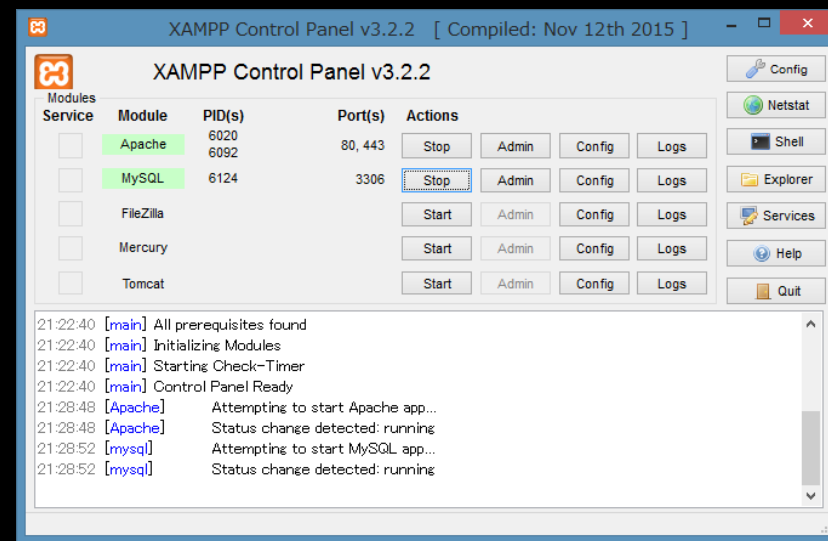 XAMPP Control Panel v3.2.2 [ Compiled: Nov 12th 2015 ]
XAMPP Control Panel v3.2.2
Config
Modules
Service Module PID(s) Port(s) Actions
Netstat
Apache 6020 6092 80, 443 Stop Admin Config Logs
Shell
MySQL 6124 3306 Stop Admin Config Logs
Explorer
FileZilla Start Admin Config Logs
Services
Mercury Start Admin Config Logs
Help
Tomcat Start Admin Config Logs
Quit
21:22:40 [main] All prerequisites found
21:22:40 [main] Initializing Modules
21:22:40 [main] Starting Check-Timer
21:22:40 [main] Control Panel Ready
21:28:48 [Apache] Attempting to start Apache app...
21:28:48 [Apache] Status change detected: running
21:28:52 [mysql] Attempting to start MySQL app...
21:28:52 [mysql] Status change detected: running